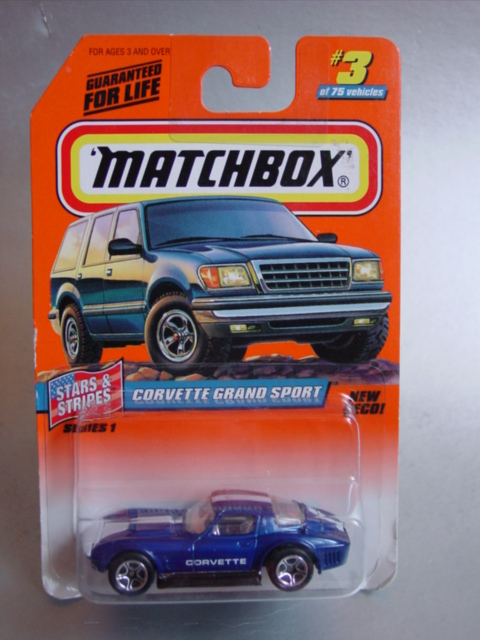 FOR AGES 3 AND OVER
GUARANTEED
FOR LIFE
#3
of 75 vehicles
'MATCHBOX'®
STARS &
STRIPES
SERIES 1
CORVETTE GRAND SPORT™
NEW
DECO!
CORVETTE